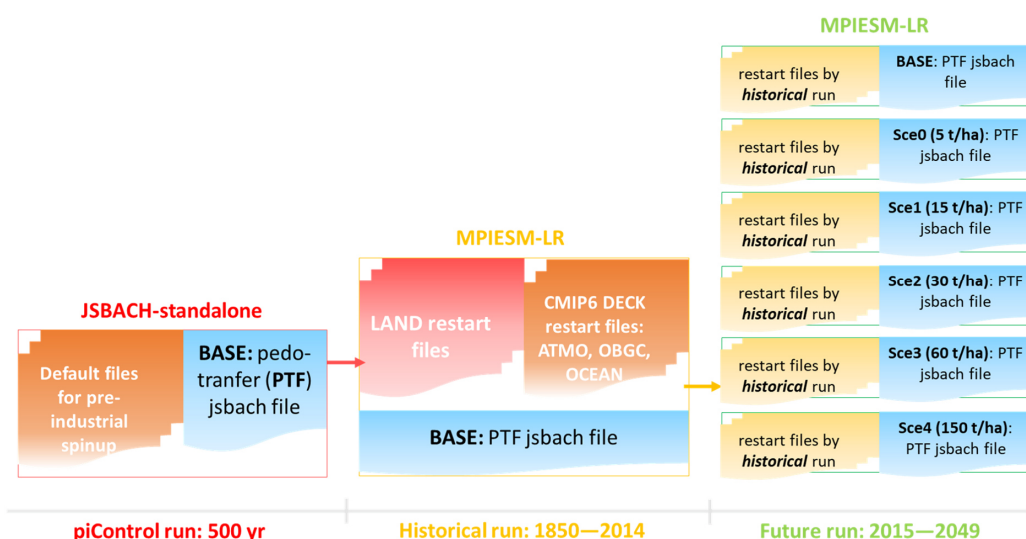 JSBACH-standalone
Default files
for pre-
industrial
spinup
BASE: pedo-
tranfer (PTF)
jsbach file
piControl run: 500 yr
MPIESM-LR
LAND restart
files
CMIP6 DECK
restart files:
ATMO, OBGC,
OCEAN
BASE: PTF jsbach file
Historical run: 1850—2014
MPIESM-LR
restart files by
historical run
BASE: PTF jsbach
file
restart files by
historical run
Sce0 (5 t/ha): PTF
jsbach file
restart files by
historical run
Sce1 (15 t/ha): PTF
jsbach file
restart files by
historical run
Sce2 (30 t/ha): PTF
jsbach file
restart files by
historical run
Sce3 (60 t/ha): PTF
jsbach file
restart files by
historical run
Sce4 (150 t/ha):
PTF jsbach file
Future run: 2015—2049